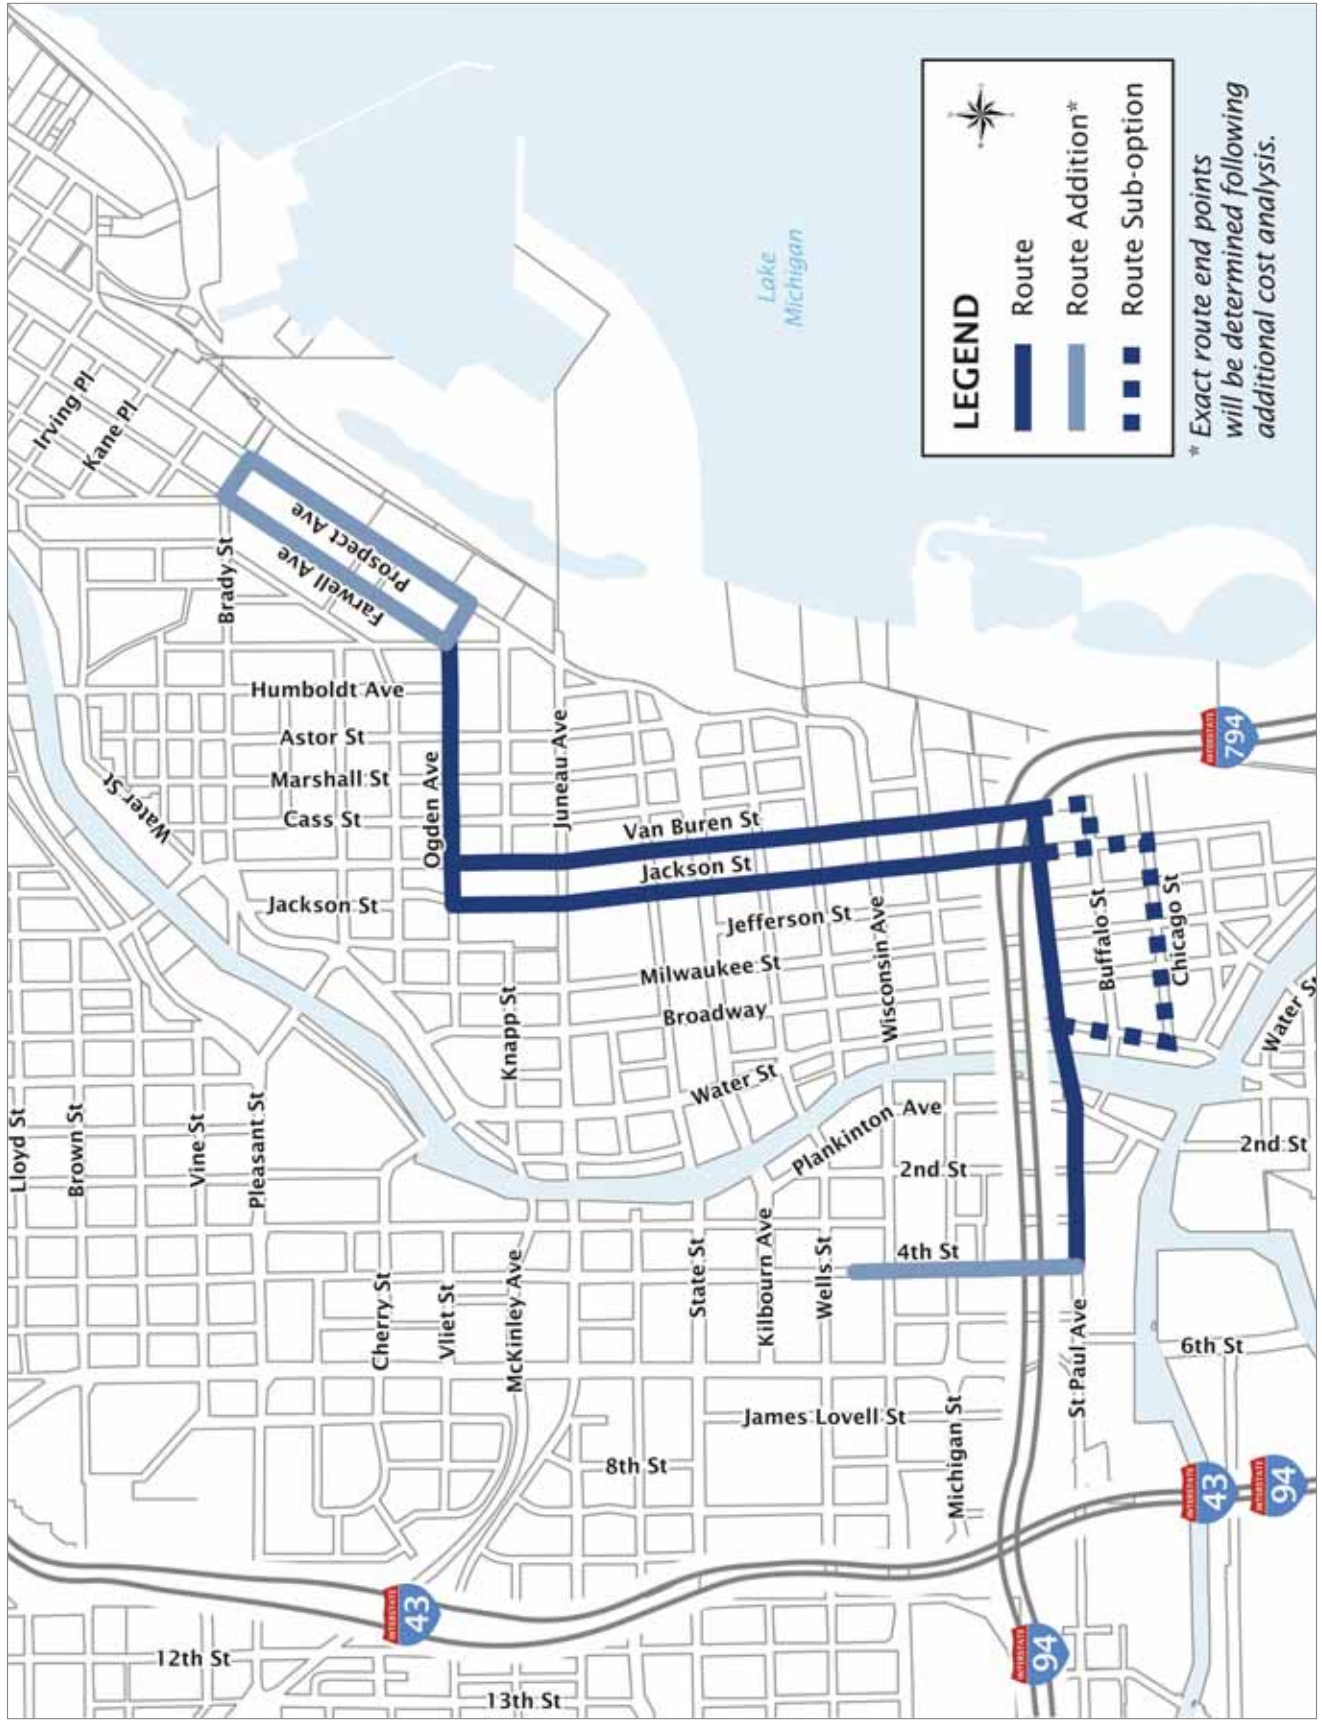 LEGEND
Route
Route Addition*
Route Sub-option
* Exact route end points
will be determined following
additional cost analysis.
Lake
Michigan
Irving Pl
Kane Pl
Brady St
Prospect Ave
Farwell Ave
Humboldt Ave
Astor St
Marshall St
Cass St
Jackson St
Water St
Ogden Ave
Juneau Ave
Van Buren St
Jackson St
Jefferson St
Milwaukee St
Broadway
Water St
Wisconsin Ave
Buffalo St
Chicago St
Water St
INTERSTATE
794
Knapp St
Lloyd St
Brown St
Vine St
Pleasant St
Plankinton Ave
2nd St
2nd St
4th St
Cherry St
Vliet St
McKinley Ave
State St
Kilbourn Ave
Wells St
St Paul Ave
6th St
James Lovell St
Michigan St
8th St
INTERSTATE
43
INTERSTATE
94
INTERSTATE
43
INTERSTATE
94
12th St
13th St